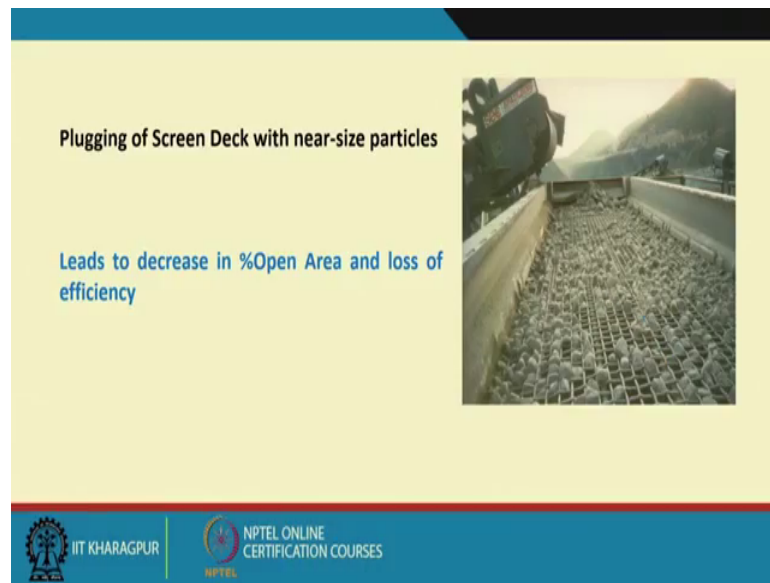 Plugging of Screen Deck with near-size particles
Leads to decrease in %Open Area and loss of
efficiency
IIT KHARAGPUR
NPTEL
NPTEL ONLINE
CERTIFICATION COURSES